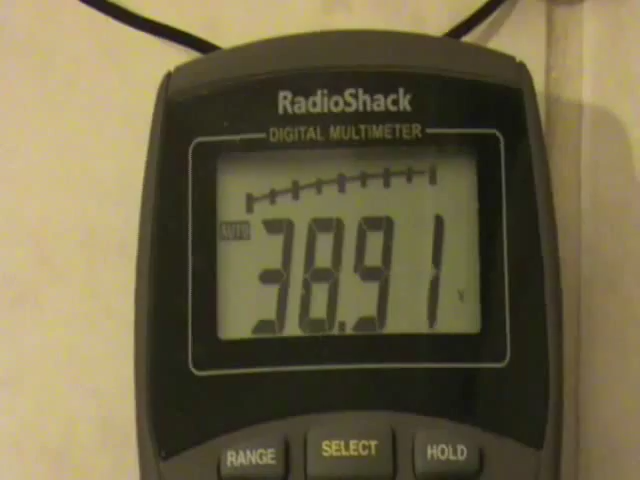 RadioShack
DIGITAL MULTIMETER
AUTO
38.91
V
RANGE SELECT HOLD